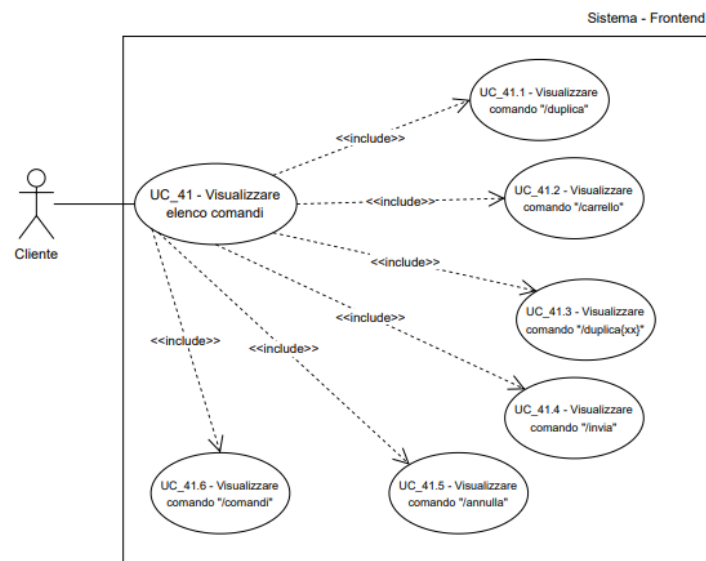 Sistema - Frontend
UC_41.1 - Visualizzare
comando "/duplica"
<<include>>
UC_41 - Visualizzare
elenco comandi
<<include>>
UC_41.2 - Visualizzare
comando "/carrello"
Cliente
<<include>>
UC_41.3 - Visualizzare
comando "/duplica{xx}"
<<include>>
<<include>>
<<include>>
UC_41.4 - Visualizzare
comando "/invia"
UC_41.6 - Visualizzare
comando "/comandi"
UC_41.5 - Visualizzare
comando "/annulla"